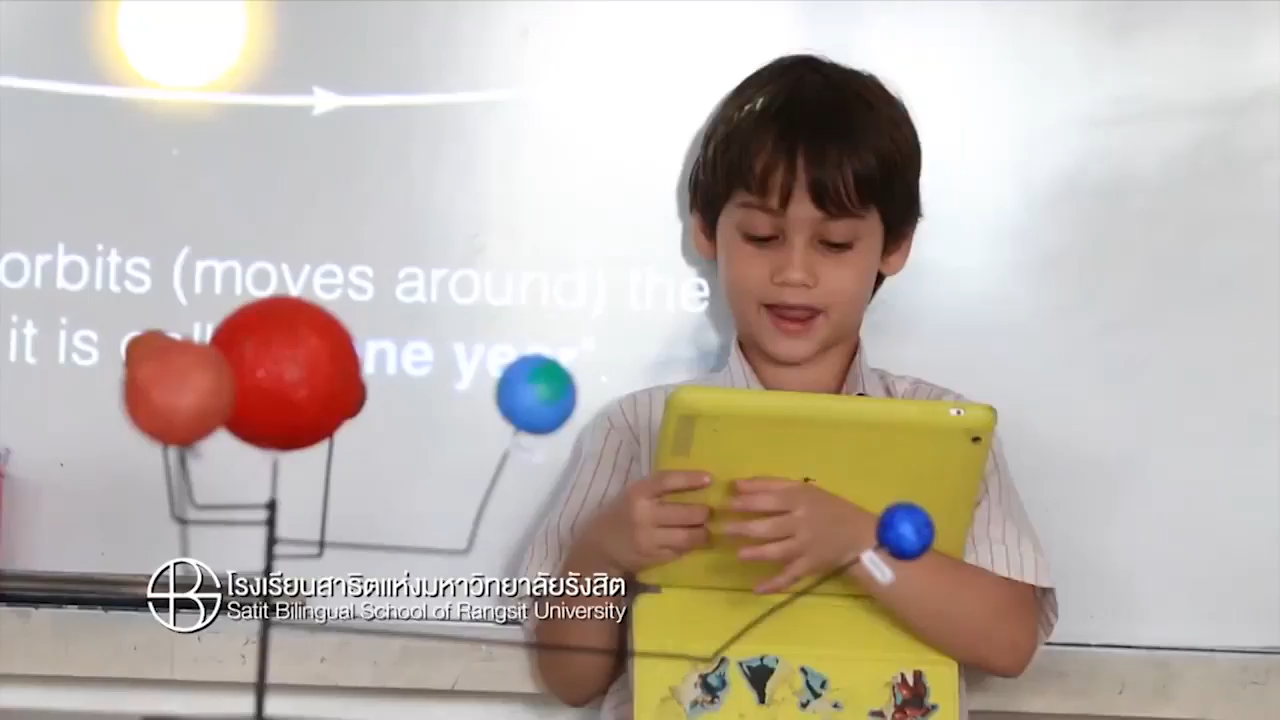 orbits (moves around) the
it is one year'.
โรงเรียนสาธิตแห่งมหาวิทยาลัยรังสิต
Satit Bilingual School of Rangsit University